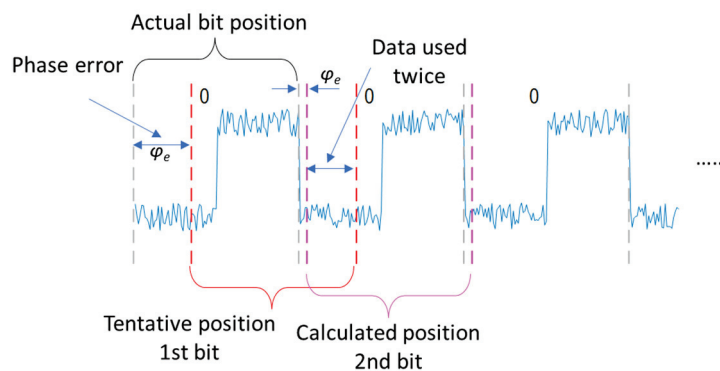 Actual bit position
Phase error
φe
Data used
twice
0
φe
0
0
.....
Tentative position
1st bit
Calculated position
2nd bit